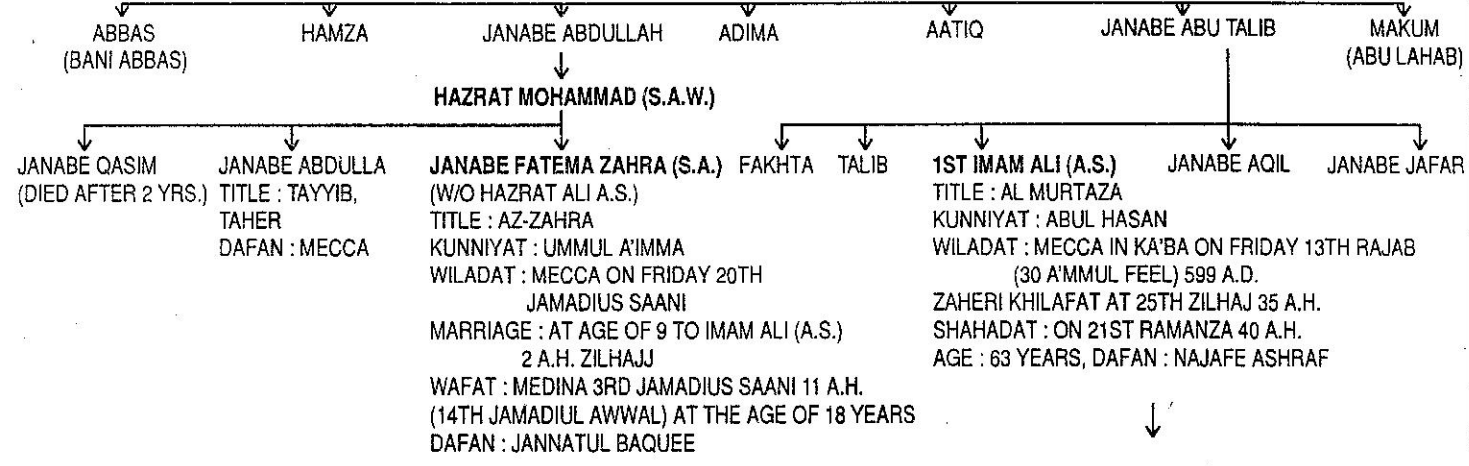 ABBAS
(BANI ABBAS)
HAMZA
JANABE ABDULLAH
ADIMA
AATIQ
JANABE ABU TALIB
MAKUM
(ABU LAHAB)
HAZRAT MOHAMMAD (S.A.W.)
JANABE QASIM
(DIED AFTER 2 YRS.)
JANABE ABDULLA
TITLE : TAYYIB,
TAHER
DAFAN : MECCA
JANABE FATEMA ZAHRA (S.A.)
(W/O HAZRAT ALI A.S.)
TITLE : AZ-ZAHRA
KUNNIYAT : UMMUL A'IMMA
WILADAT : MECCA ON FRIDAY 20TH
JAMADIUS SAANI
MARRIAGE : AT AGE OF 9 TO IMAM ALI (A.S.)
2 A.H. ZILHAJJ
WAFAT : MEDINA 3RD JAMADIUS SAANI 11 A.H.
(14TH JAMADIUL AWWAL) AT THE AGE OF 18 YEARS
DAFAN : JANNATUL BAQUEE
FAKHTA
TALIB
1ST IMAM ALI (A.S.)
TITLE : AL MURTAZA
KUNNIYAT : ABUL HASAN
WILADAT : MECCA IN KA'BA ON FRIDAY 13TH RAJAB
(30 A'MMUL FEEL) 599 A.D.
ZAHERI KHILAFAT AT 25TH ZILHAJ 35 A.H.
SHAHADAT : ON 21ST RAMANZA 40 A.H.
AGE : 63 YEARS, DAFAN : NAJAFE ASHRAF
JANABE AQIL
JANABE JAFAR